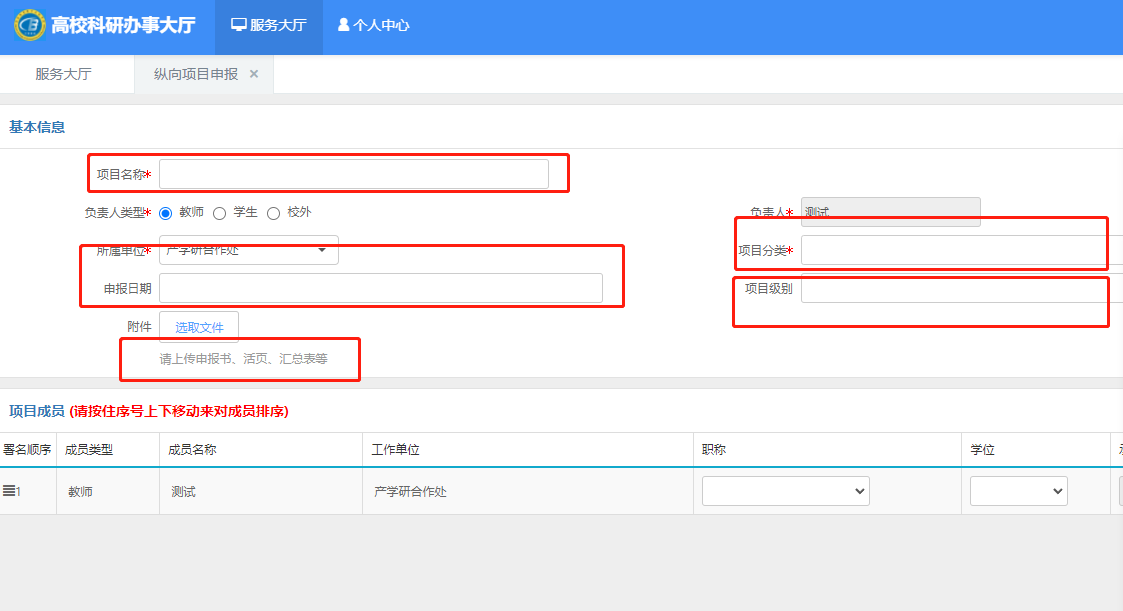 高校科研办事大厅 服务大厅 个人中心
服务大厅 纵向项目申报 ×
基本信息
项目名称*
负责人类型* 教师 学生 校外 负责人* 测试
所属单位* 产学研合作处 项目分类*
申报日期 项目级别
附件 选取文件
请上传申报书、活页、汇总表等
项目成员 (请按住序号上下移动来对成员排序)
署名顺序 成员类型 成员名称 工作单位 职称 学位
1 教师 测试 产学研合作处